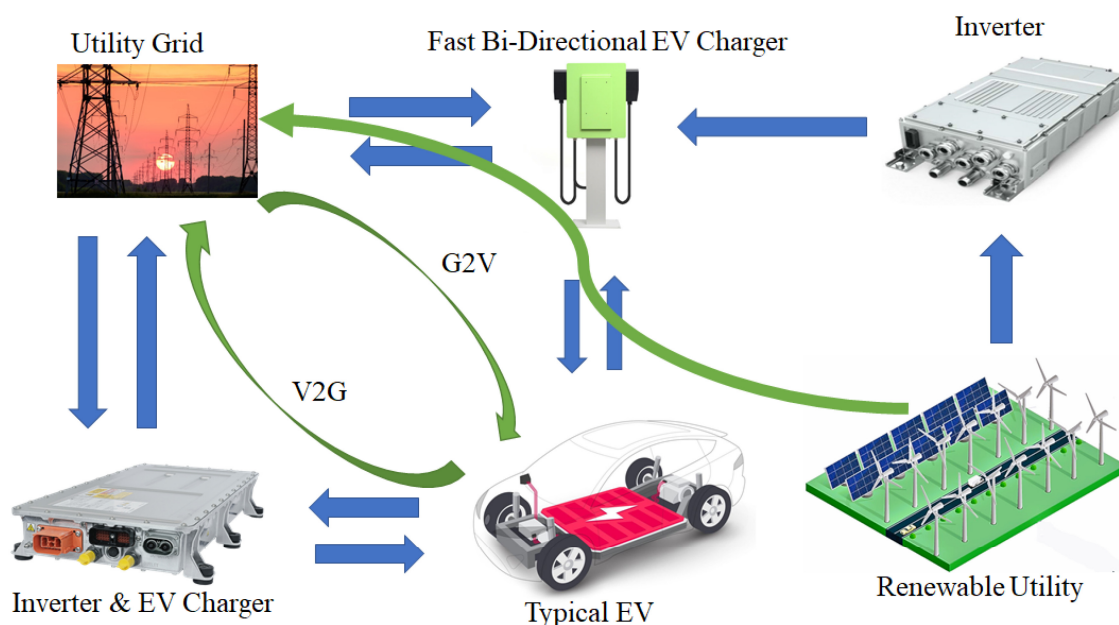 Utility Grid
Fast Bi-Directional EV Charger
Inverter
G2V
V2G
Inverter & EV Charger
Typical EV
Renewable Utility